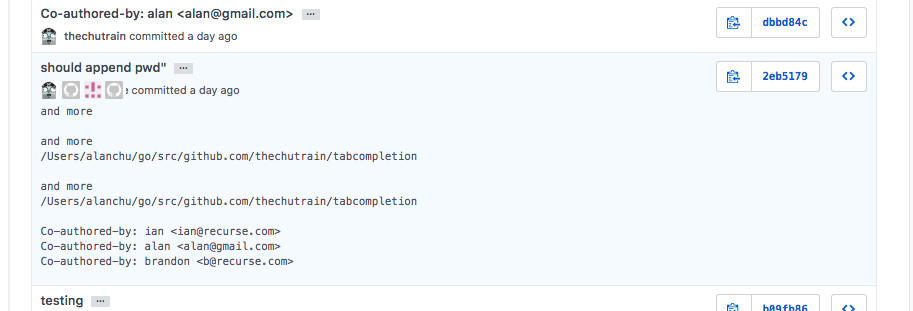 Co-authored-by: alan <alan@gmail.com> …
dbbd84c
thechutrain committed a day ago
should append pwd" …
2eb5179
committed a day ago
and more
and more
/Users/alanchu/go/src/github.com/thechutrain/tabcompletion
and more
/Users/alanchu/go/src/github.com/thechutrain/tabcompletion
Co-authored-by: ian <ian@recurse.com>
Co-authored-by: alan <alan@gmail.com>
Co-authored-by: brandon <b@recurse.com>
testing …
b09fb86